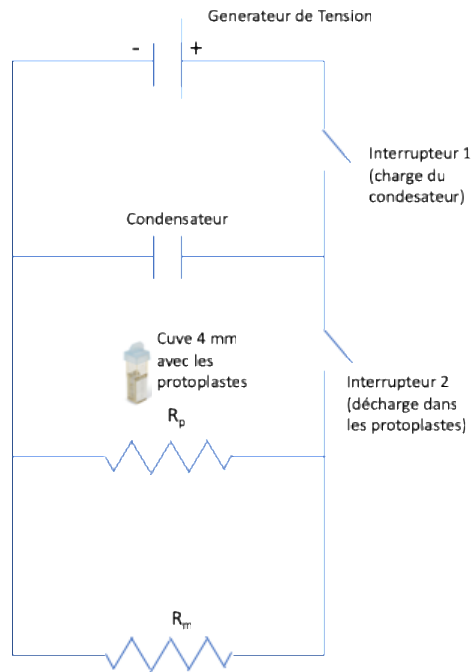 Generateur de Tension
- +
Interrupteur 1
(charge du
condesateur)
Condensateur
Cuve 4 mm
avec les
protoplastes
Interrupteur 2
(décharge dans
les protoplastes)
Rp
Rm